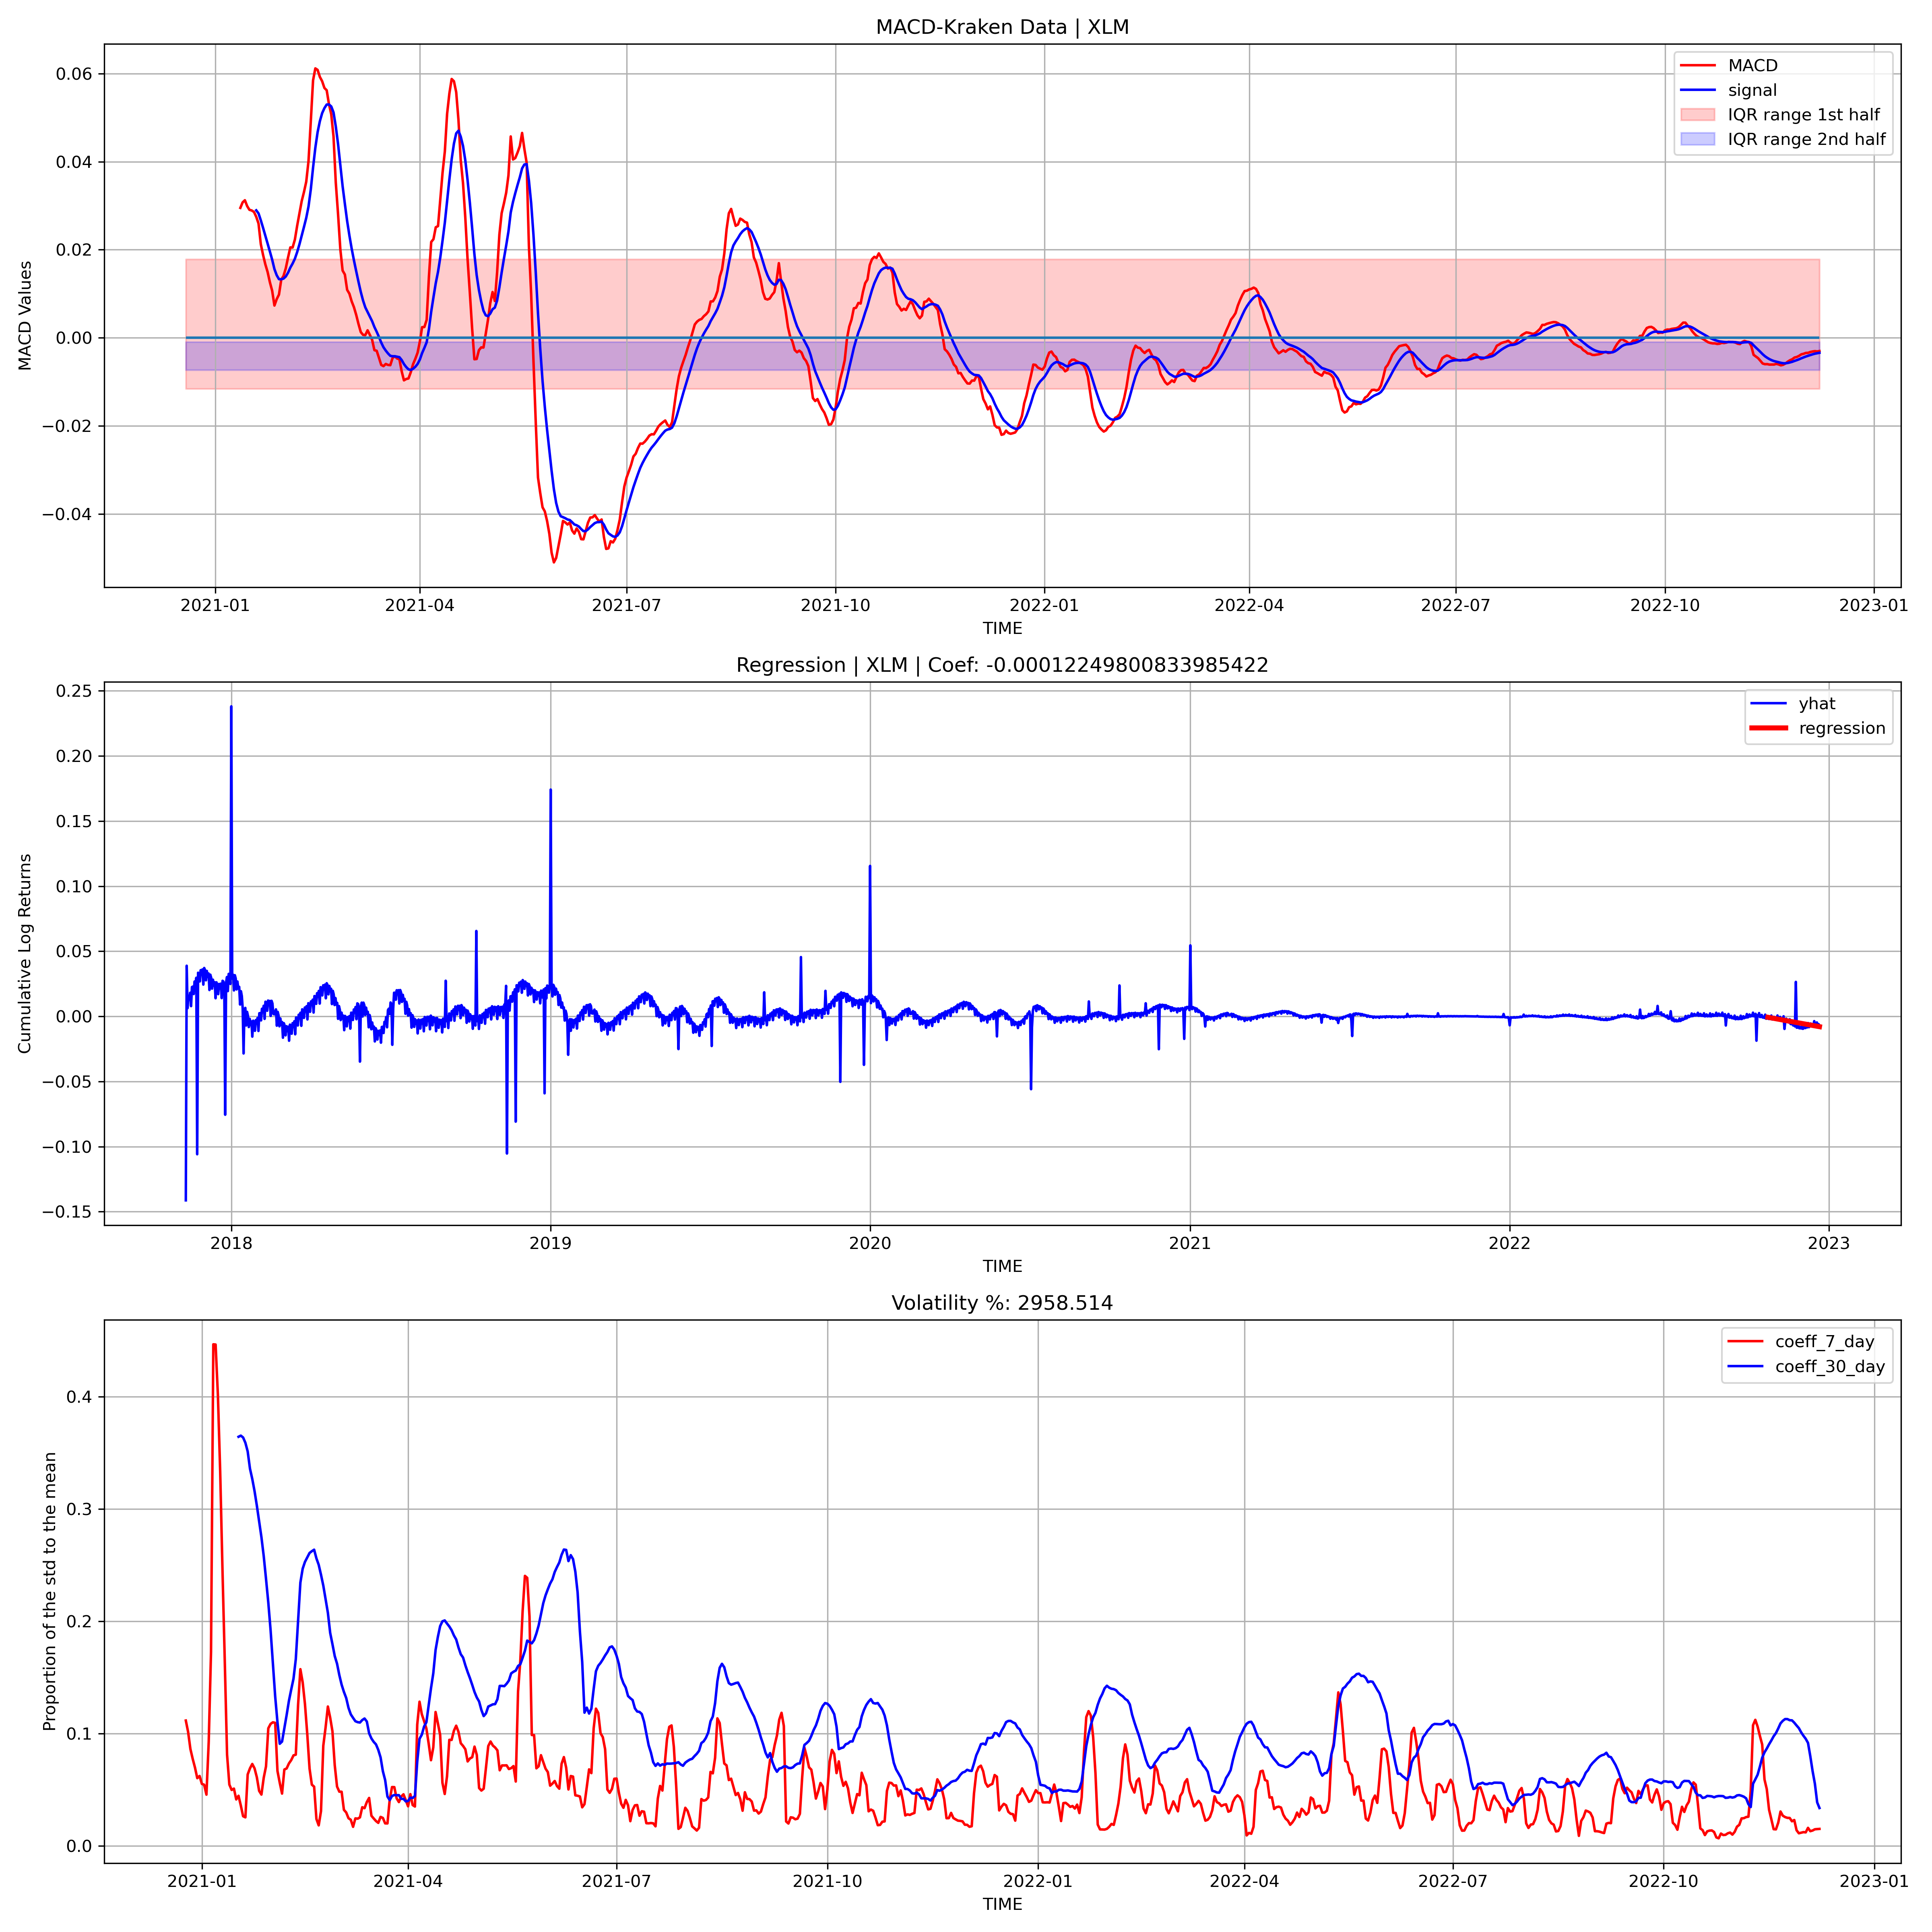 MACD-Kraken Data | XLM
MACD Values
0.06
0.04
0.02
0.00
−0.02
−0.04
MACD
signal
IQR range 1st half
IQR range 2nd half
2021-01 2021-04 2021-07 2021-10 2022-01 2022-04 2022-07 2022-10 2023-01
TIME
Regression | XLM | Coef: -0.00012249800833985422
Cumulative Log Returns
0.25
0.20
0.15
0.10
0.05
0.00
−0.05
−0.10
−0.15
yhat
regression
2018 2019 2020 2021 2022 2023
TIME
Volatility %: 2958.514
Proportion of the std to the mean
0.4
0.3
0.2
0.1
0.0
coeff_7_day
coeff_30_day
2021-01 2021-04 2021-07 2021-10 2022-01 2022-04 2022-07 2022-10 2023-01
TIME